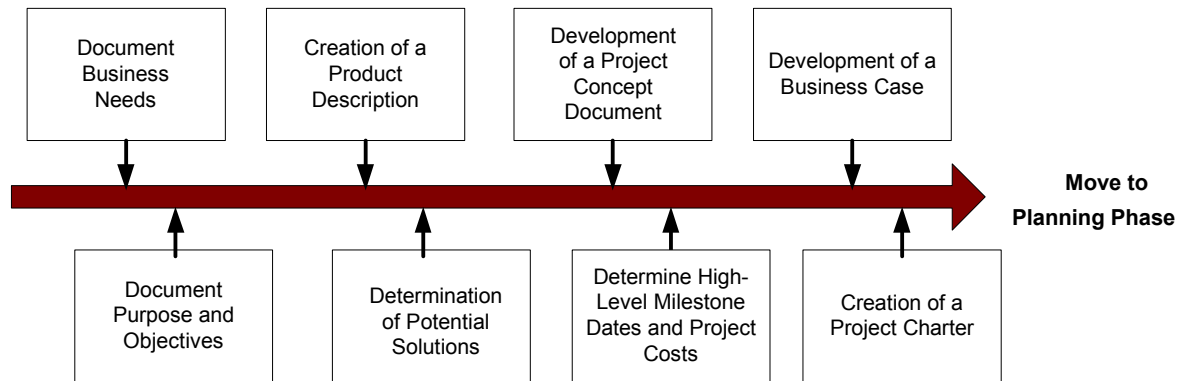 Document
Business
Needs
Creation of a
Product
Description
Development
of a Project
Concept
Document
Development of a
Business Case
Move to
Planning Phase
Document
Purpose and
Objectives
Determination
of Potential
Solutions
Determine High-
Level Milestone
Dates and Project
Costs
Creation of a
Project Charter